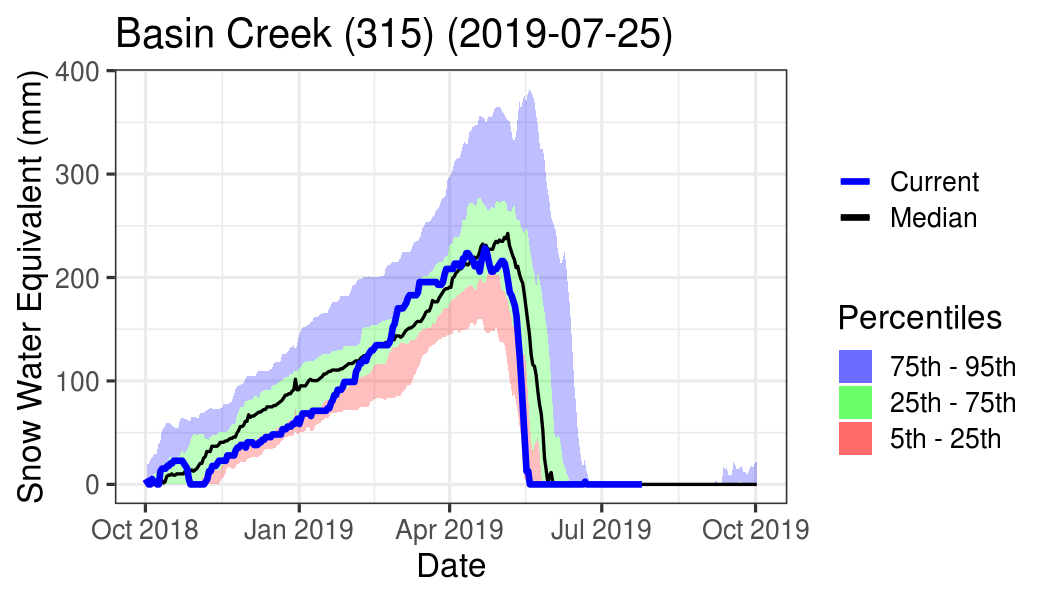 Basin Creek (315) (2019-07-25)
Snow Water Equivalent (mm)
400
300
200
100
0
Oct 2018
Jan 2019
Apr 2019
Jul 2019
Oct 2019
Date
Current
Median
Percentiles
75th - 95th
25th - 75th
5th - 25th